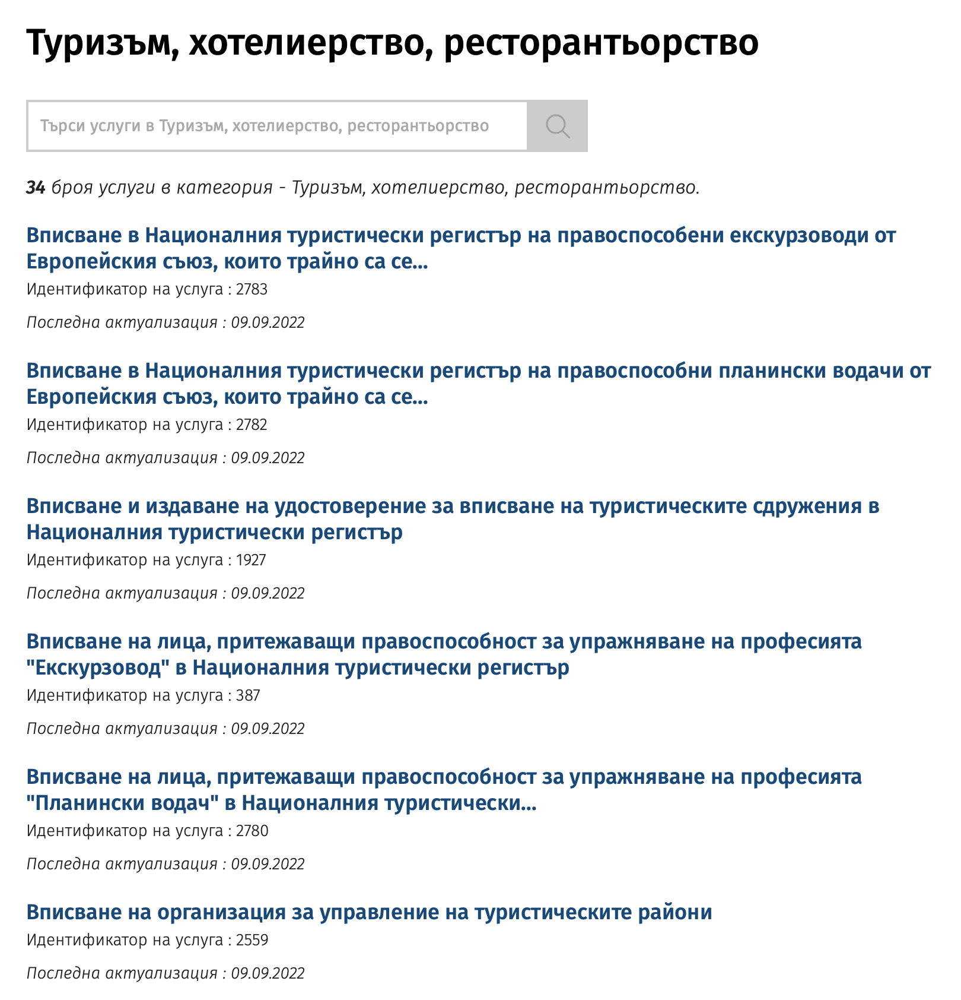 Туризъм, хотелиерство, ресторантьорство
Търси услуги в Туризъм, хотелиерство, ресторантьорство
34 броя услуги в категория - Туризъм, хотелиерство, ресторантьорство.
Вписване в Националния туристически регистър на правоспособени екскурзоводи от
Европейския съюз, които трайно са се...
Идентификатор на услуга : 2783
Последна актуализация : 09.09.2022
Вписване в Националния туристически регистър на правоспособни планински водачи от
Европейския съюз, които трайно са се...
Идентификатор на услуга : 2782
Последна актуализация : 09.09.2022
Вписване и издаване на удостоверение за вписване на туристическите сдружения в
Националния туристически регистър
Идентификатор на услуга : 1927
Последна актуализация : 09.09.2022
Вписване на лица, притежаващи правоспособност за упражняване на професията
"Екскурзовод" в Националния туристически регистър
Идентификатор на услуга : 387
Последна актуализация : 09.09.2022
Вписване на лица, притежаващи правоспособност за упражняване на професията
"Планински водач" в Националния туристически...
Идентификатор на услуга : 2780
Последна актуализация : 09.09.2022
Вписване на организация за управление на туристическите райони
Идентификатор на услуга : 2559
Последна актуализация : 09.09.2022